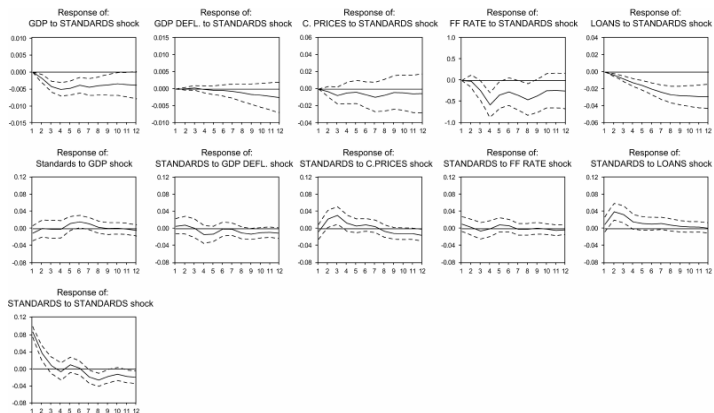 Response of:
GDP to STANDARDS shock
0.010
0.005
0.000
-0.005
-0.010
-0.015
1 2 3 4 5 6 7 8 9 10 11 12
Response of:
GDP DEFL. to STANDARDS shock
0.010
0.005
0.000
-0.005
-0.010
-0.015
1 2 3 4 5 6 7 8 9 10 11 12
Response of:
C. PRICES to STANDARDS shock
0.06
0.04
0.02
0.00
-0.02
-0.04
1 2 3 4 5 6 7 8 9 10 11 12
Response of:
FF RATE to STANDARDS shock
1.0
0.5
0.0
-0.5
-1.0
1 2 3 4 5 6 7 8 9 10 11 12
Response of:
LOANS to STANDARDS shock
0.04
0.02
0.00
-0.02
-0.04
-0.06
1 2 3 4 5 6 7 8 9 10 11 12
Response of:
Standards to GDP shock
0.12
0.08
0.04
0.00
-0.04
-0.08
1 2 3 4 5 6 7 8 9 10 11 12
Response of:
STANDARDS to GDP DEFL. shock
0.12
0.08
0.04
0.00
-0.04
-0.08
1 2 3 4 5 6 7 8 9 10 11 12
Response of:
STANDARDS to C.PRICES shock
0.12
0.08
0.04
0.00
-0.04
-0.08
1 2 3 4 5 6 7 8 9 10 11 12
Response of:
STANDARDS to FF RATE shock
0.12
0.08
0.04
0.00
-0.04
-0.08
1 2 3 4 5 6 7 8 9 10 11 12
Response of:
STANDARDS to LOANS shock
0.12
0.08
0.04
0.00
-0.04
-0.08
1 2 3 4 5 6 7 8 9 10 11 12
Response of:
STANDARDS to STANDARDS shock
0.12
0.08
0.04
0.00
-0.04
-0.08
1 2 3 4 5 6 7 8 9 10 11 12